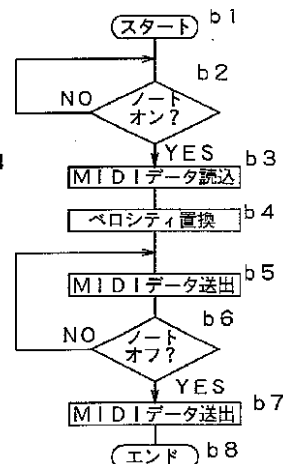 スタート b1
b2
NO ノート
オン?
YES
b3
MIDIデータ読込
b4
ベロシティ置換
b5
MIDIデータ送出
b6
NO ノート
オフ?
YES
b7
MIDIデータ送出
エンド b8